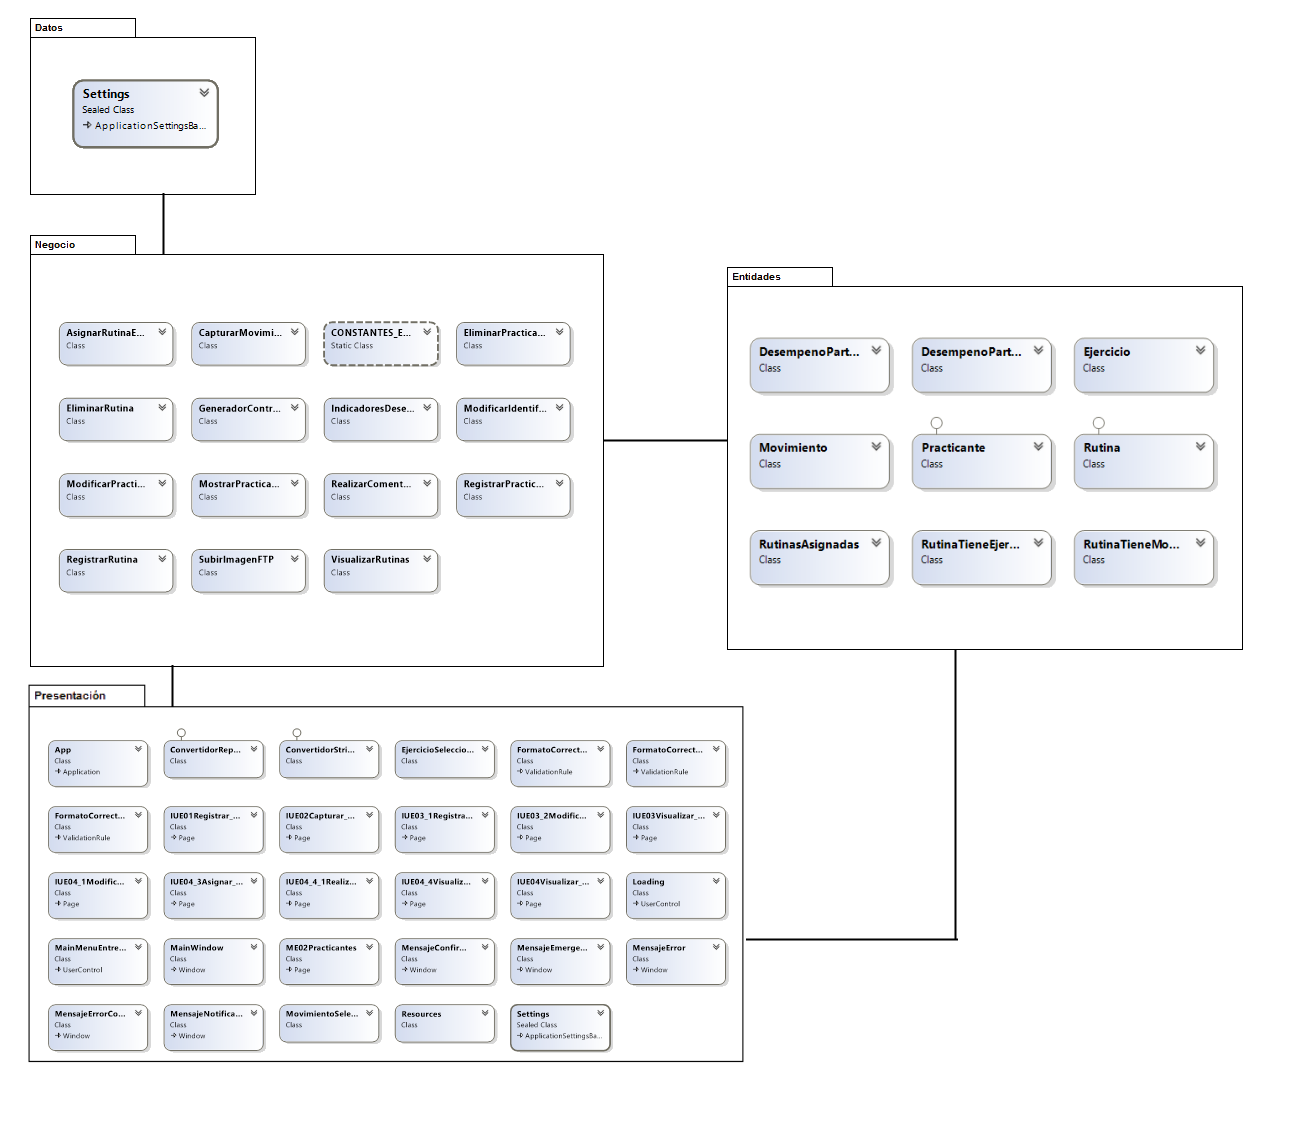 Datos
Settings
Sealed Class
ApplicationSettingsBa...
Negocio
AsignarRutinaE...
Class
CapturarMovimi...
Class
CONSTANTES_E...
Static Class
EliminarPractica...
Class
EliminarRutina
Class
GeneradorContr...
Class
IndicadoresDese...
Class
ModificarIdentif...
Class
ModificarPracti...
Class
MostrarPractica...
Class
RealizarComent...
Class
RegistrarPractic...
Class
RegistrarRutina
Class
SubirImagenFTP
Class
VisualizarRutinas
Class
Entidades
DesempenoPart...
Class
DesempenoPart...
Class
Ejercicio
Class
Movimiento
Class
Practicante
Class
Rutina
Class
RutinasAsignadas
Class
RutinaTieneEjer...
Class
RutinaTieneMo...
Class
Presentación
App
Class
Application
ConvertidorRep...
Class
ConvertidorStri...
Class
EjercicioSeleccio...
Class
FormatoCorrect...
Class
ValidationRule
FormatoCorrect...
Class
ValidationRule
FormatoCorrect...
Class
ValidationRule
IUE01Registrar_...
Class
Page
IUE02Capturar_...
Class
Page
IUE03_1Registra...
Class
Page
IUE03_2Modific...
Class
Page
IUE03Visualizar_...
Class
Page
IUE04_1Modific...
Class
Page
IUE04_3Asignar_...
Class
Page
IUE04_4_1Realiz...
Class
Page
IUE04_4Visualiz...
Class
Page
IUE04Visualizar_...
Class
Page
Loading
Class
UserControl
MainMenuEntre...
Class
UserControl
MainWindow
Class
Window
ME02Practicantes
Class
Page
MensajeConfir...
Class
Window
MensajeEmerge...
Class
Window
MensajeError
Class
Window
MensajeErrorCo...
Class
Window
MensajeNotifica...
Class
Window
MovimientoSele...
Class
Resources
Class
Settings
Sealed Class
ApplicationSettingsBa...